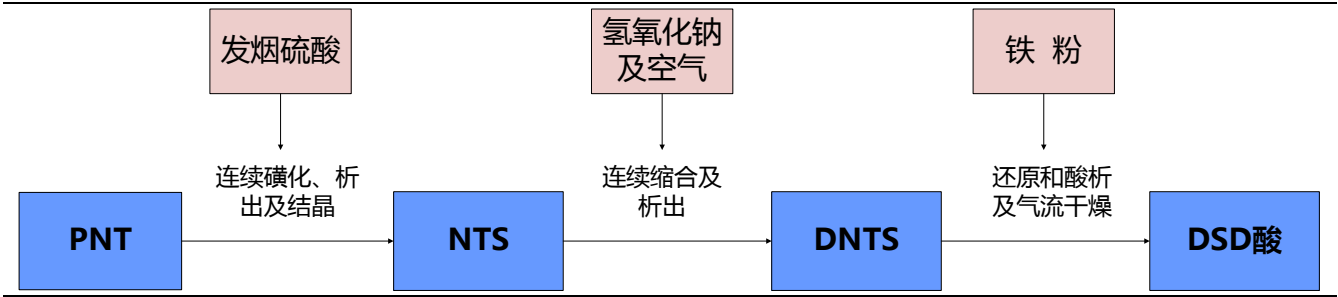 发烟硫酸
氢氧化钠
及空气
铁 粉
连续磺化、析
出及结晶
连续缩合及
析出
还原和酸析
及气流干燥
PNT
NTS
DNTS
DSD酸